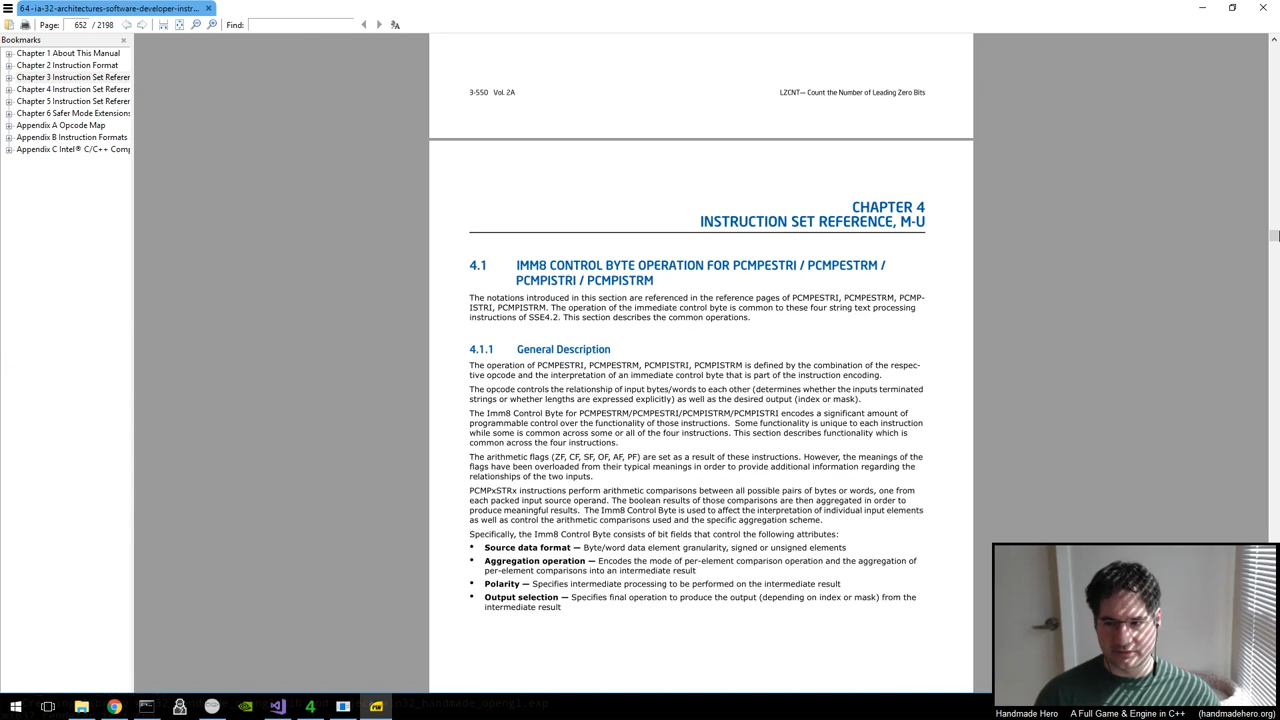 64-ia-32-architectures-software-developer-instr...
Page: 652 / 2198 Find:
Bookmarks
Chapter 1 About This Manual
Chapter 2 Instruction Format
Chapter 3 Instruction Set Referer
Chapter 4 Instruction Set Referer
Chapter 5 Instruction Set Referer
Chapter 6 Safer Mode Extensions
Appendix A Opcode Map
Appendix B Instruction Formats
Appendix C Intel® C/C++ Comp
3-550 Vol. 2A LZCNT— Count the Number of Leading Zero Bits
CHAPTER 4
INSTRUCTION SET REFERENCE, M-U
4.1 IMM8 CONTROL BYTE OPERATION FOR PCMPESTRI / PCMPESTRM /
PCMPISTRI / PCMPISTRM
The notations introduced in this section are referenced in the reference pages of PCMPESTRI, PCMPESTRM, PCMP-
ISTRI, PCMPISTRM. The operation of the immediate control byte is common to these four string text processing
instructions of SSE4.2. This section describes the common operations.
4.1.1 General Description
The operation of PCMPESTRI, PCMPESTRM, PCMPISTRI, PCMPISTRM is defined by the combination of the respec-
tive opcode and the interpretation of an immediate control byte that is part of the instruction encoding.
The opcode controls the relationship of input bytes/words to each other (determines whether the inputs terminated
strings or whether lengths are expressed explicitly) as well as the desired output (index or mask).
The Imm8 Control Byte for PCMPESTRM/PCMPESTRI/PCMPISTRM/PCMPISTRI encodes a significant amount of
programmable control over the functionality of those instructions. Some functionality is unique to each instruction
while some is common across some or all of the four instructions. This section describes functionality which is
common across the four instructions.
The arithmetic flags (ZF, CF, SF, OF, AF, PF) are set as a result of these instructions. However, the meanings of the
flags have been overloaded from their typical meanings in order to provide additional information regarding the
relationships of the two inputs.
PCMPxSTRx instructions perform arithmetic comparisons between all possible pairs of bytes or words, one from
each packed input source operand. The boolean results of those comparisons are then aggregated in order to
produce meaningful results. The Imm8 Control Byte is used to affect the interpretation of individual input elements
as well as control the arithmetic comparisons used and the specific aggregation scheme.
Specifically, the Imm8 Control Byte consists of bit fields that control the following attributes:
• Source data format — Byte/word data element granularity, signed or unsigned elements
• Aggregation operation — Encodes the mode of per-element comparison operation and the aggregation of
per-element comparisons into an intermediate result
• Polarity — Specifies intermediate processing to be performed on the intermediate result
• Output selection — Specifies final operation to produce the output (depending on index or mask) from the
intermediate result
Handmade Hero A Full Game & Engine in C++ (handmadehero.org)